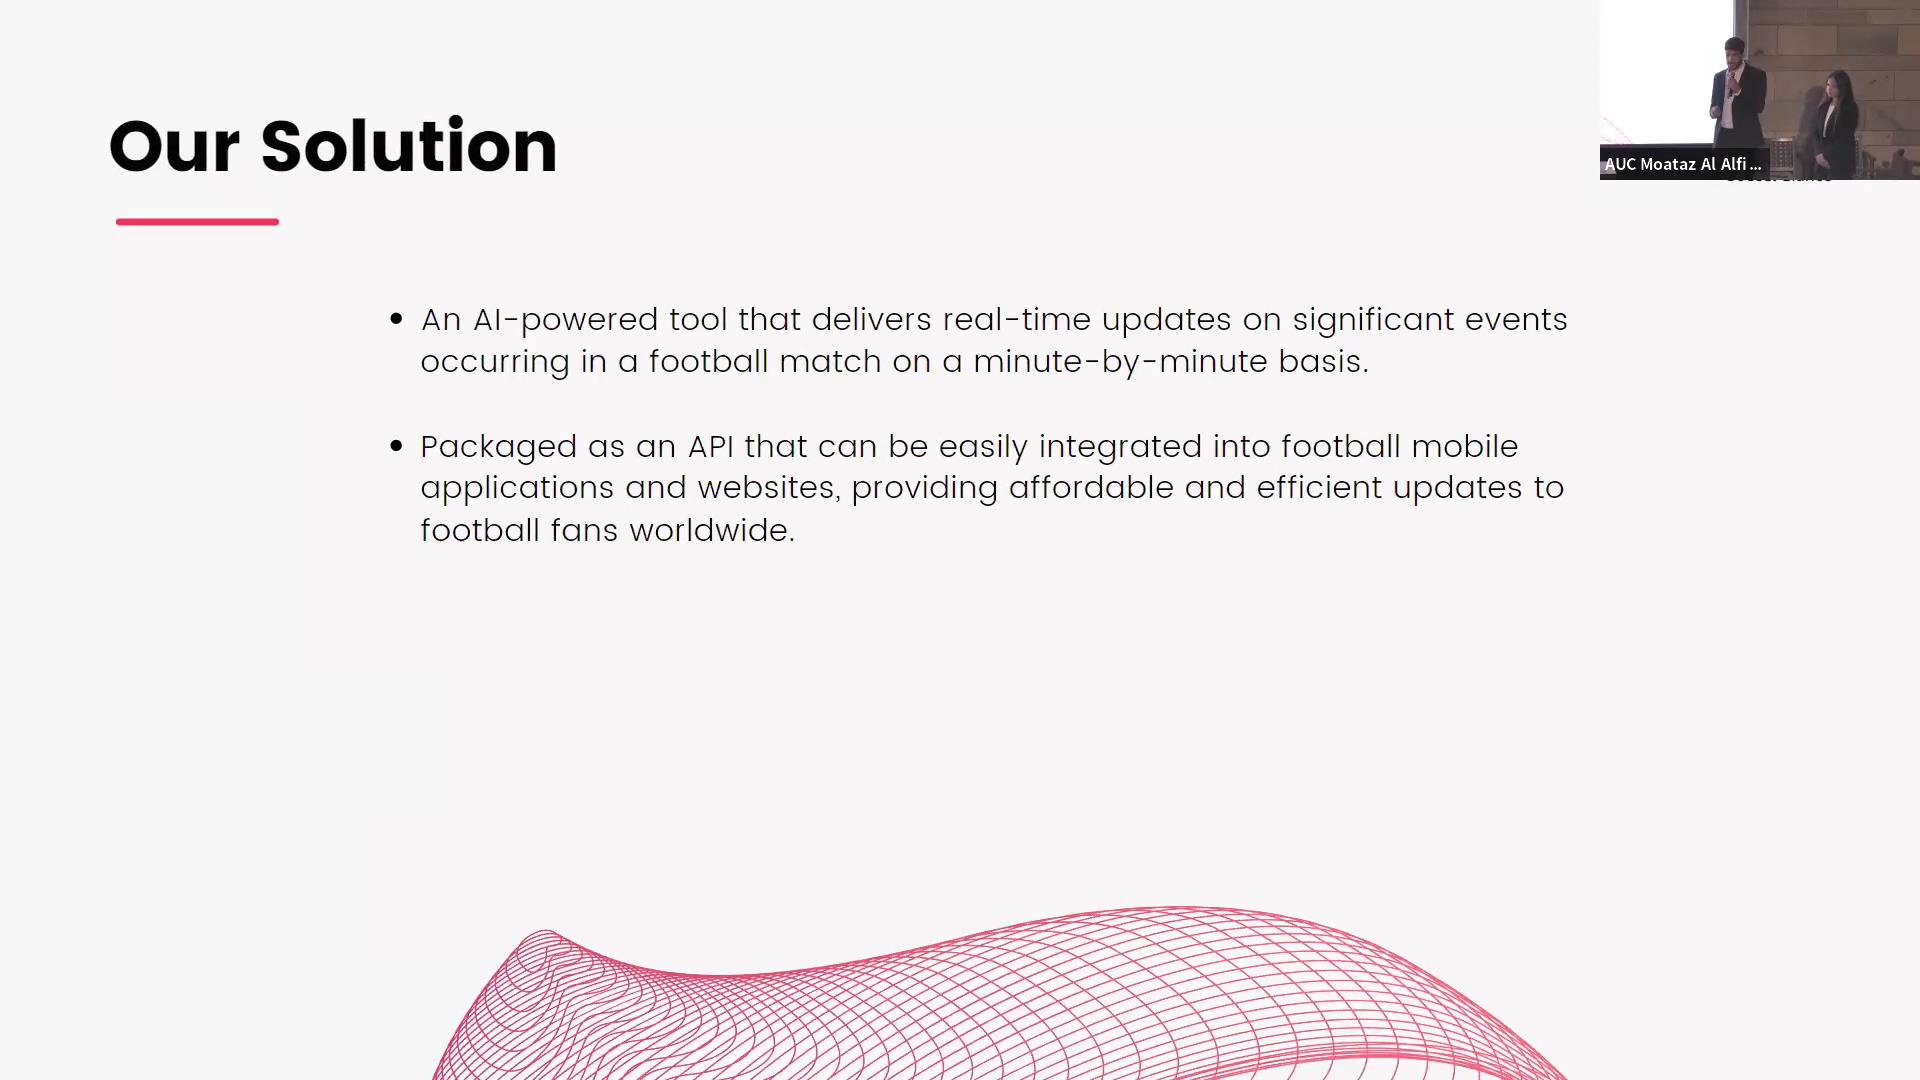 Our Solution
AUC Moataz Al Alfi ...
• An AI-powered tool that delivers real-time updates on significant events
occurring in a football match on a minute-by-minute basis.
• Packaged as an API that can be easily integrated into football mobile
applications and websites, providing affordable and efficient updates to
football fans worldwide.